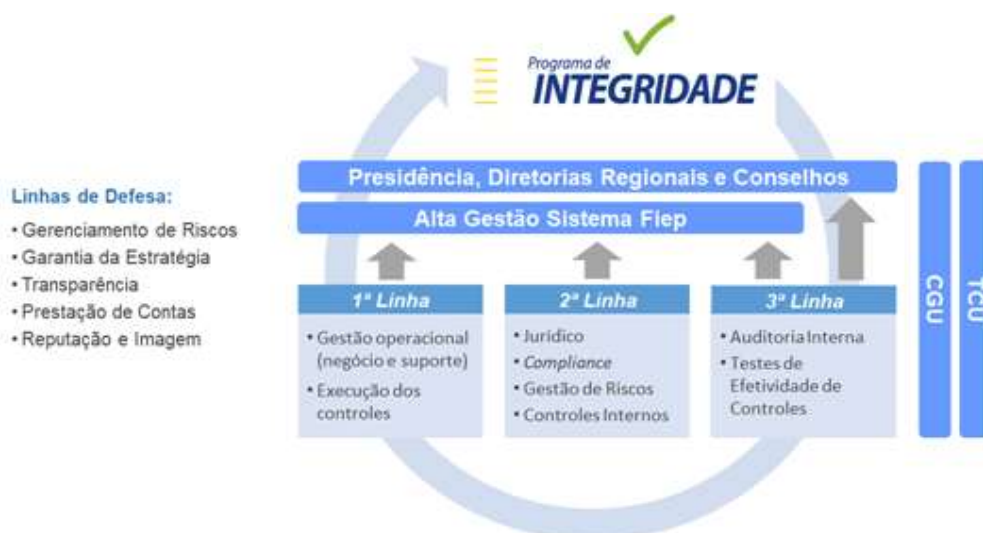 Programa de
INTEGRIDADE
Linhas de Defesa:
• Gerenciamento de Riscos
• Garantia da Estratégia
• Transparência
• Prestação de Contas
• Reputação e Imagem
Presidência, Diretorias Regionais e Conselhos
Alta Gestão Sistema Fiep
1ª Linha
• Gestão operacional
(negócio e suporte)
• Execução dos
controles
2ª Linha
• Jurídico
• Compliance
• Gestão de Riscos
• Controles Internos
3ª Linha
• Auditoria Interna
• Testes de
Efetividade de
Controles
CGU
TCU